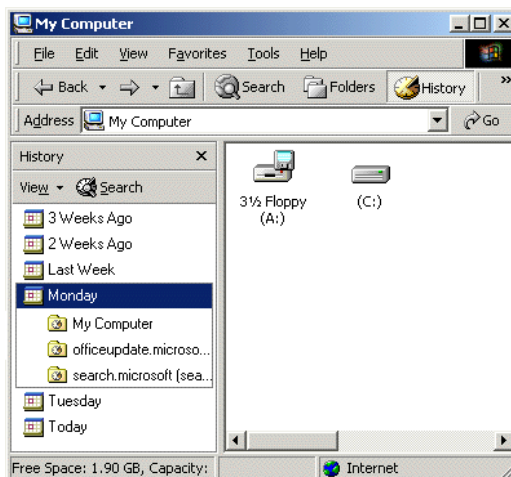 My Computer
File Edit View Favorites Tools Help
Back Search Folders History »
Address My Computer Go
History
View Search
3 Weeks Ago
2 Weeks Ago
Last Week
Monday
My Computer
officeupdate.microso...
search.microsoft (sea...
Tuesday
Today
3½ Floppy
(A:)
(C:)
Free Space: 1.90 GB, Capacity: Internet